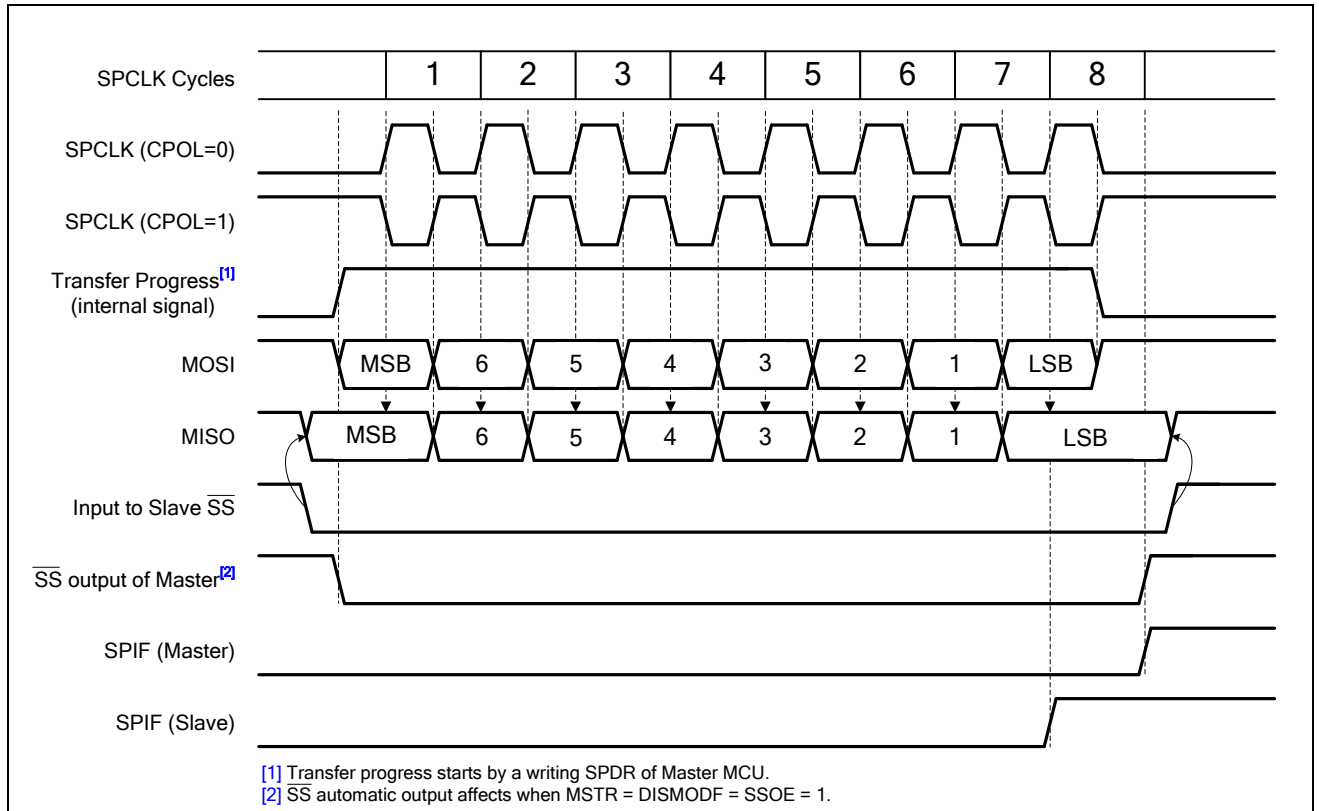 SPCLK Cycles 1 2 3 4 5 6 7 8
SPCLK (CPOL=0)
SPCLK (CPOL=1)
Transfer Progress[1]
(internal signal)
MOSI MSB 6 5 4 3 2 1 LSB
MISO MSB 6 5 4 3 2 1 LSB
Input to Slave S̅S̅
S̅S̅ output of Master[2]
SPIF (Master)
SPIF (Slave)
[1] Transfer progress starts by a writing SPDR of Master MCU.
[2] S̅S̅ automatic output affects when MSTR = DISMODF = SSOE = 1.